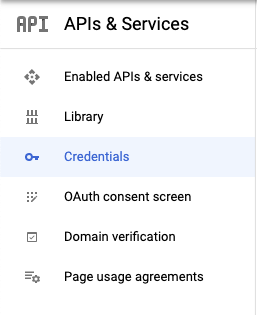 API APIs & Services
Enabled APIs & services
Library
Credentials
OAuth consent screen
Domain verification
Page usage agreements